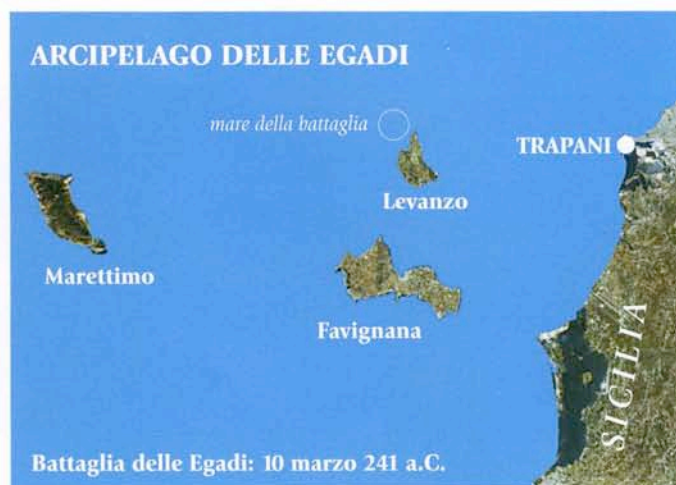 ARCIPELAGO DELLE EGADI
mare della battaglia
TRAPANI
Levanzo
Marettimo
Favignana
SICILIA
Battaglia delle Egadi: 10 marzo 241 a.C.